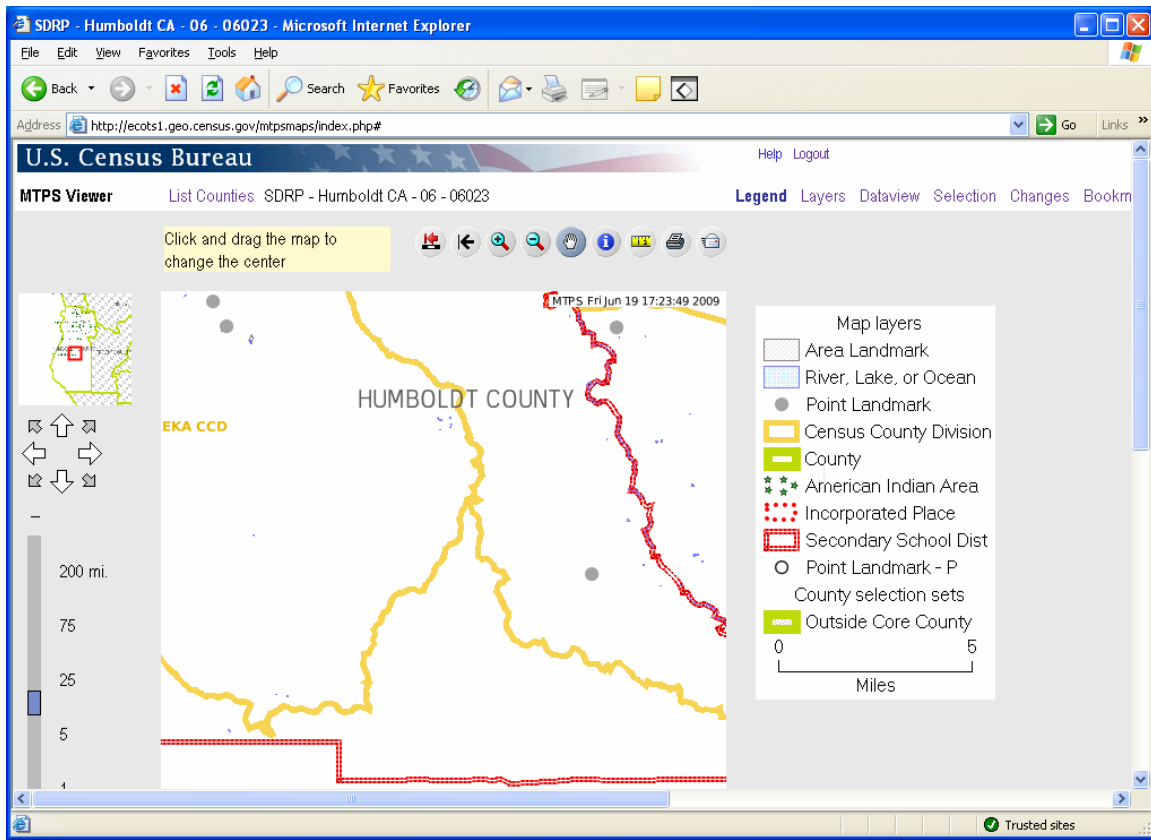 SDRP - Humboldt CA - 06 - 06023 - Microsoft Internet Explorer
File Edit View Favorites Tools Help
Back Search Favorites
Address http://ecots1.geo.census.gov/mtpsmaps/index.php# Go Links »
U.S. Census Bureau Help Logout
MTPS Viewer List Counties SDRP - Humboldt CA - 06 - 06023 Legend Layers Dataview Selection Changes Bookm
Click and drag the map to
change the center
MTPS Fri Jun 19 17:23:49 2009
HUMBOLDT COUNTY
EKA CCD
200 mi.
75
25
5
1
Map layers
Area Landmark
River, Lake, or Ocean
Point Landmark
Census County Division
County
American Indian Area
Incorporated Place
Secondary School Dist
Point Landmark - P
County selection sets
Outside Core County
0 5
Miles
Trusted sites